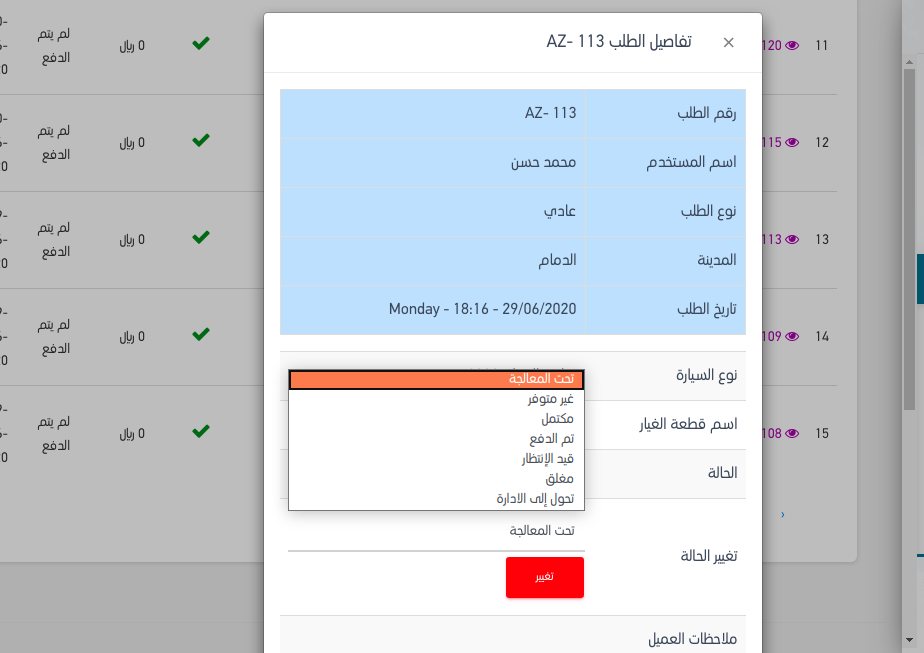 تفاصيل الطلب AZ- 113
×
رقم الطلب
AZ- 113
اسم المستخدم
محمد حسن
نوع الطلب
عادي
المدينة
الدمام
تاريخ الطلب
Monday - 18:16 - 29/06/2020
نوع السيارة
اسم قطعة الغيار
الحالة
تحت المعالجة
غير متوفر
مكتمل
تم الدفع
قيد الإنتظار
مغلق
تحول إلى الادارة
تغيير الحالة
تحت المعالجة
تغيير
ملاحظات العميل
11 120 0 ريال لم يتم
الدفع
12 115 0 ريال لم يتم
الدفع
13 113 0 ريال لم يتم
الدفع
14 109 0 ريال لم يتم
الدفع
15 108 0 ريال لم يتم
الدفع
›